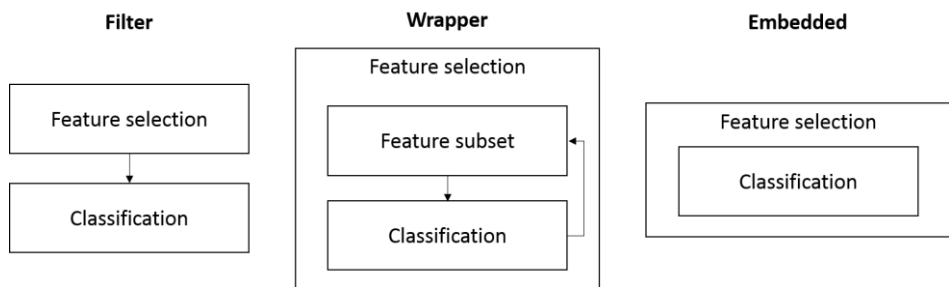 Filter
Feature selection
Classification
Wrapper
Feature selection
Feature subset
Classification
Embedded
Feature selection
Classification